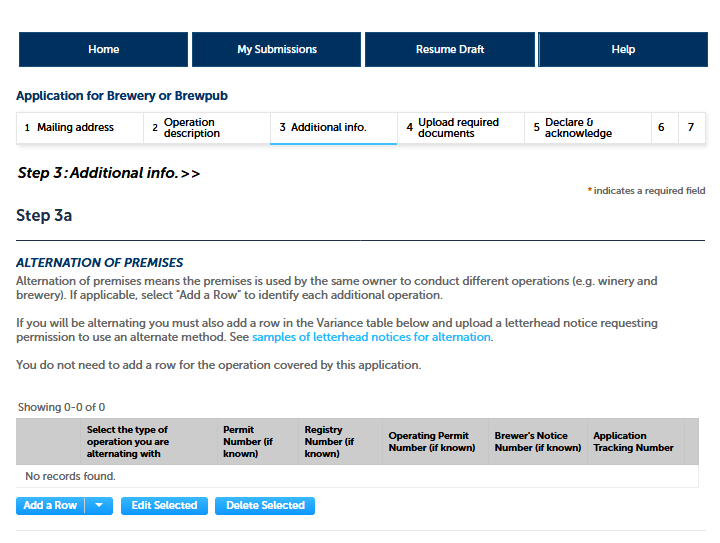 Home My Submissions Resume Draft Help
Application for Brewery or Brewpub
1 Mailing address 2 Operation description 3 Additional info. 4 Upload required documents 5 Declare & acknowledge 6 7
Step 3:Additional info.>>
* indicates a required field
Step 3a
ALTERNATION OF PREMISES
Alternation of premises means the premises is used by the same owner to conduct different operations (e.g. winery and
brewery). If applicable, select "Add a Row" to identify each additional operation.
If you will be alternating you must also add a row in the Variance table below and upload a letterhead notice requesting
permission to use an alternate method. See samples of letterhead notices for alternation.
You do not need to add a row for the operation covered by this application.
Showing 0-0 of 0
Select the type of operation you are alternating with Permit Number (if known) Registry Number (if known) Operating Permit Number (if known) Brewer's Notice Number (if known) Application Tracking Number
No records found.
Add a Row Edit Selected Delete Selected